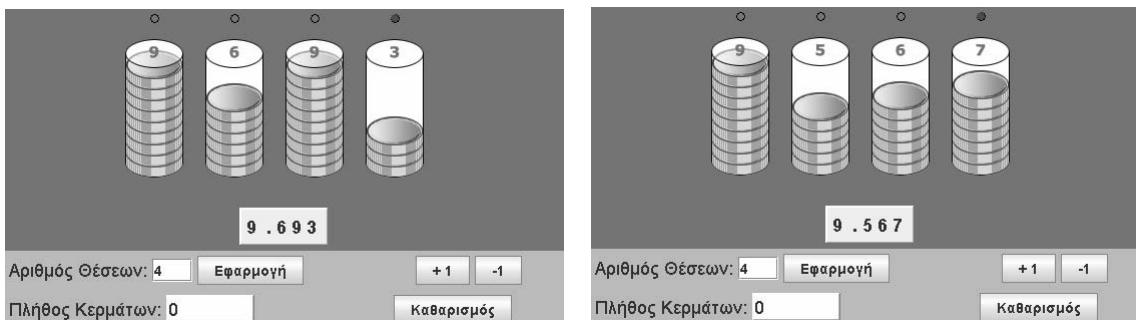 9 6 9 3
9.693
Αριθμός Θέσεων: 4 Εφαρμογή +1 -1
Πλήθος Κερμάτων: 0 Καθαρισμός
9 5 6 7
9.567
Αριθμός Θέσεων: 4 Εφαρμογή +1 -1
Πλήθος Κερμάτων: 0 Καθαρισμός